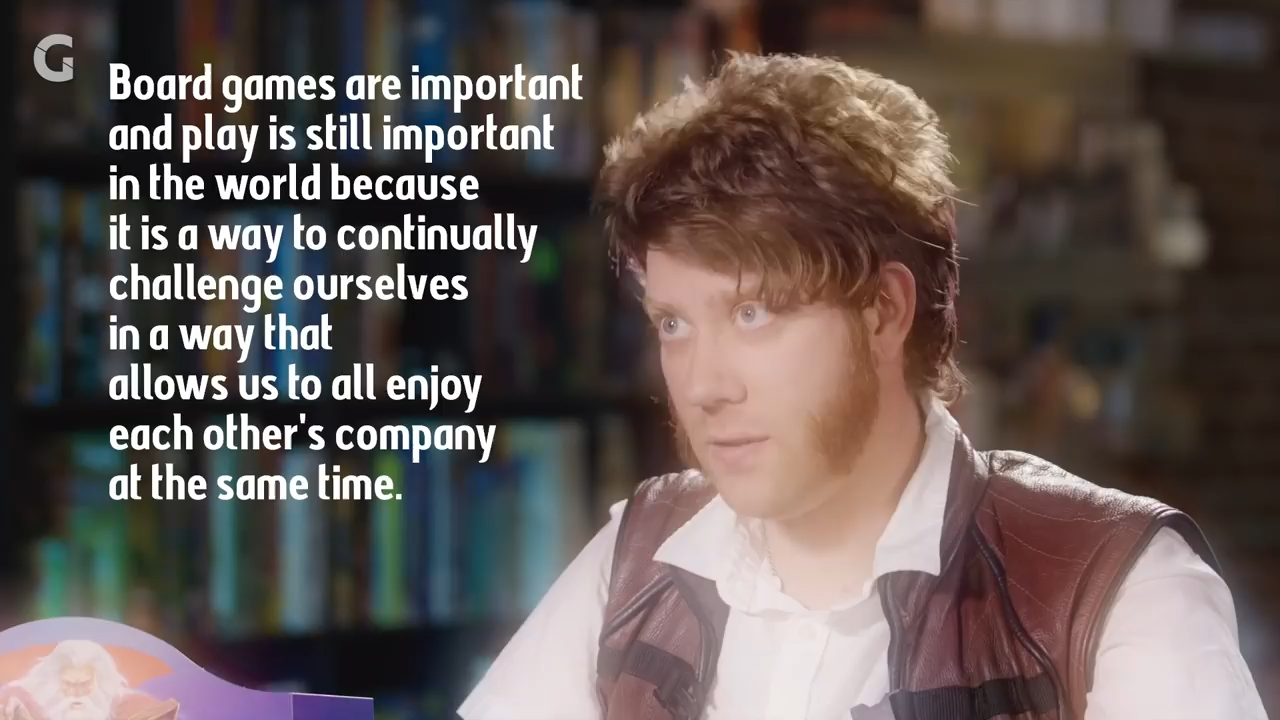 G
Board games are important
and play is still important
in the world because
it is a way to continually
challenge ourselves
in a way that
allows us to all enjoy
each other's company
at the same time.